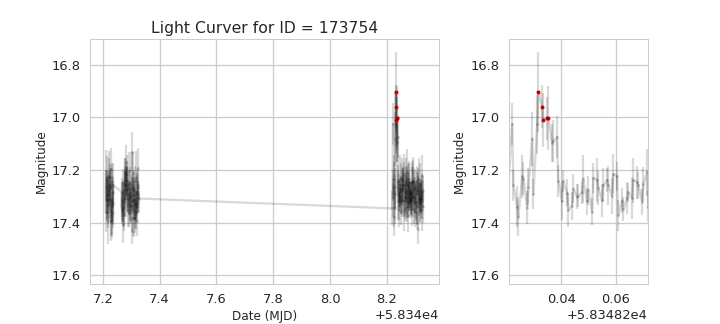 Light Curver for ID = 173754
Magnitude
16.8
17.0
17.2
17.4
17.6
7.2 7.4 7.6 7.8 8.0 8.2
Date (MJD)
+5.834e4
Magnitude
16.8
17.0
17.2
17.4
17.6
0.04 0.06
+5.83482e4